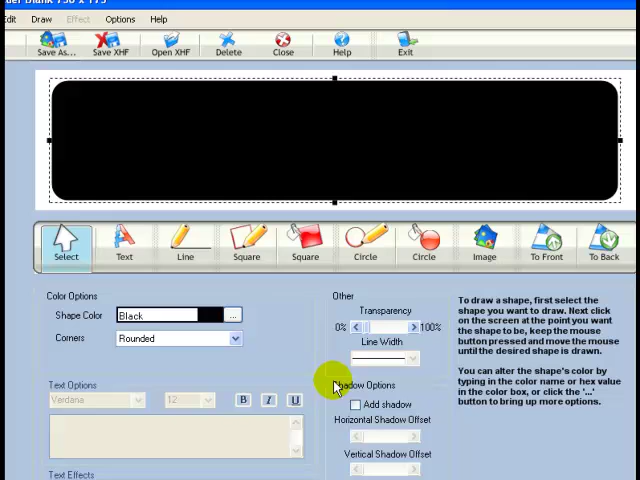 Edit Draw Effect Options Help
Save As... Save XHF Open XHF Delete Close Help Exit
Select Text Line Square Square Circle Circle Image To Front To Back
Color Options
Shape Color Black ...
Corners Rounded
Other
Transparency
0% 100%
Line Width
Text Options
Verdana 12 B I U
Text Effects
Shadow Options
Add shadow
Horizontal Shadow Offset
Vertical Shadow Offset
To draw a shape, first select the
shape you want to draw. Next click
on the screen at the point you want
the shape to be, keep the mouse
button pressed and move the mouse
until the desired shape is drawn.
You can alter the shape's color by
typing in the color name or hex value
in the color box, or click the '...'
button to bring up more options.